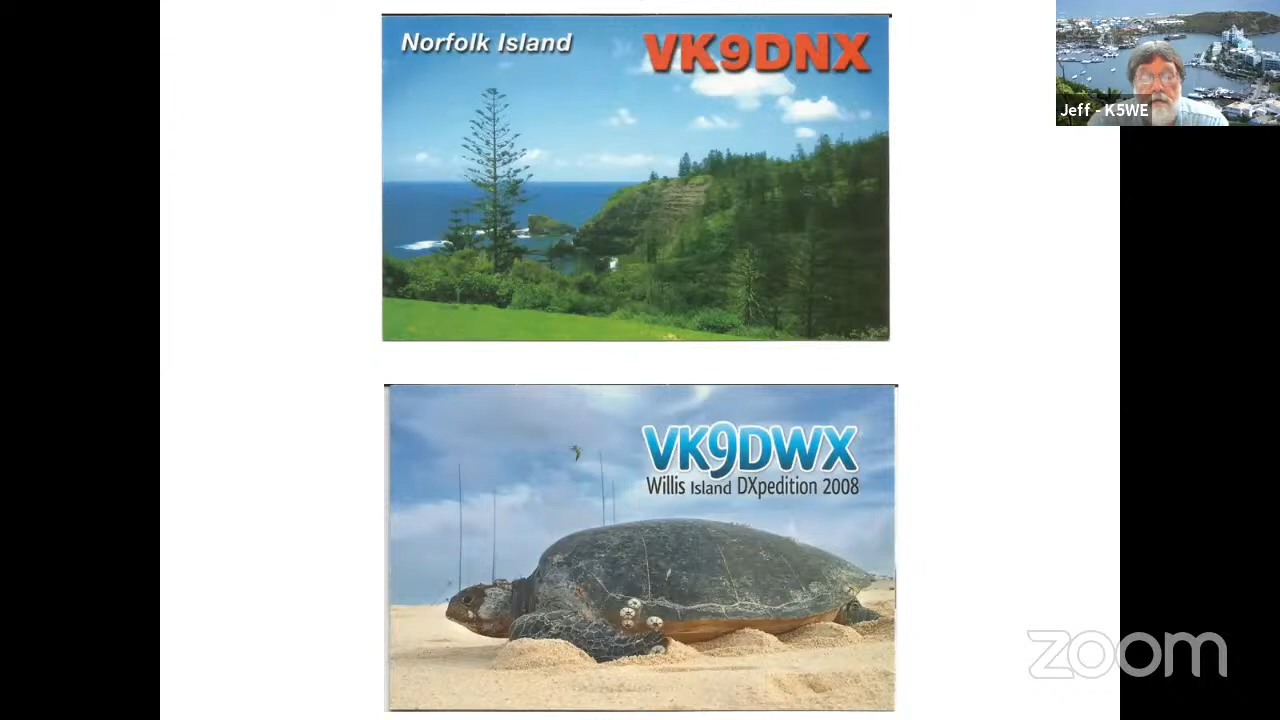 Norfolk Island
VK9DNX
Jeff - K5WE
VK9DWX
Willis Island DXpedition 2008
zoom